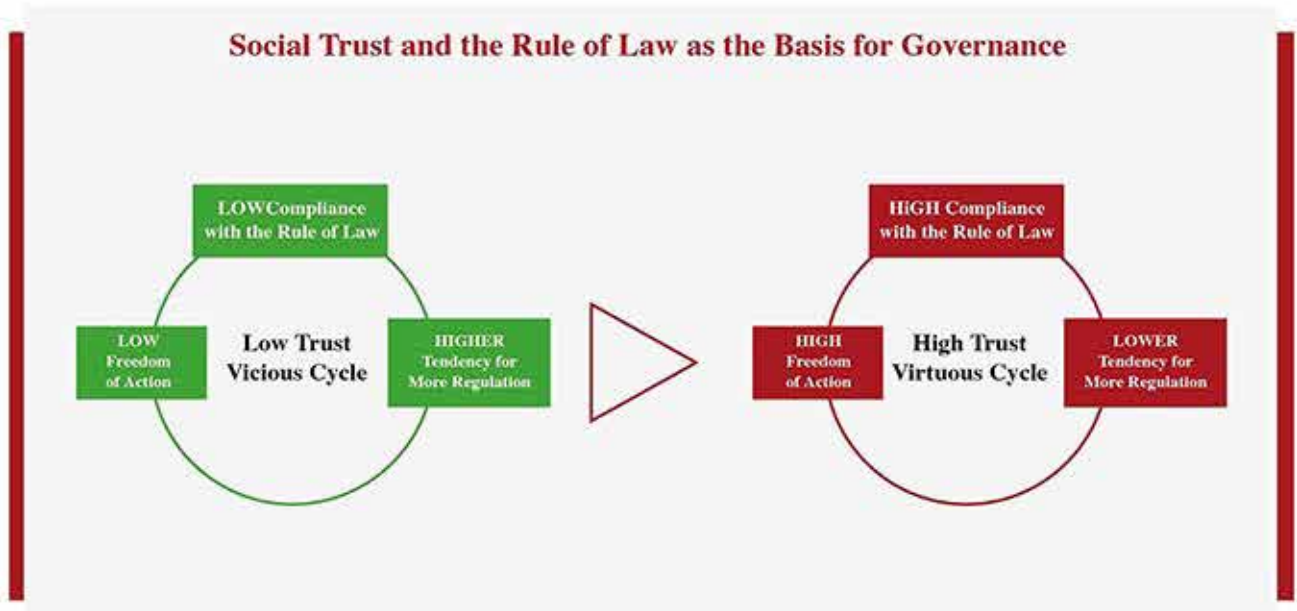 Social Trust and the Rule of Law as the Basis for Governance
LOWCompliance
with the Rule of Law
LOW
Freedom
of Action
Low Trust
Vicious Cycle
HIGHER
Tendency for
More Regulation
HiGH Compliance
with the Rule of Law
HIGH
Freedom
of Action
High Trust
Virtuous Cycle
LOWER
Tendency for
More Regulation